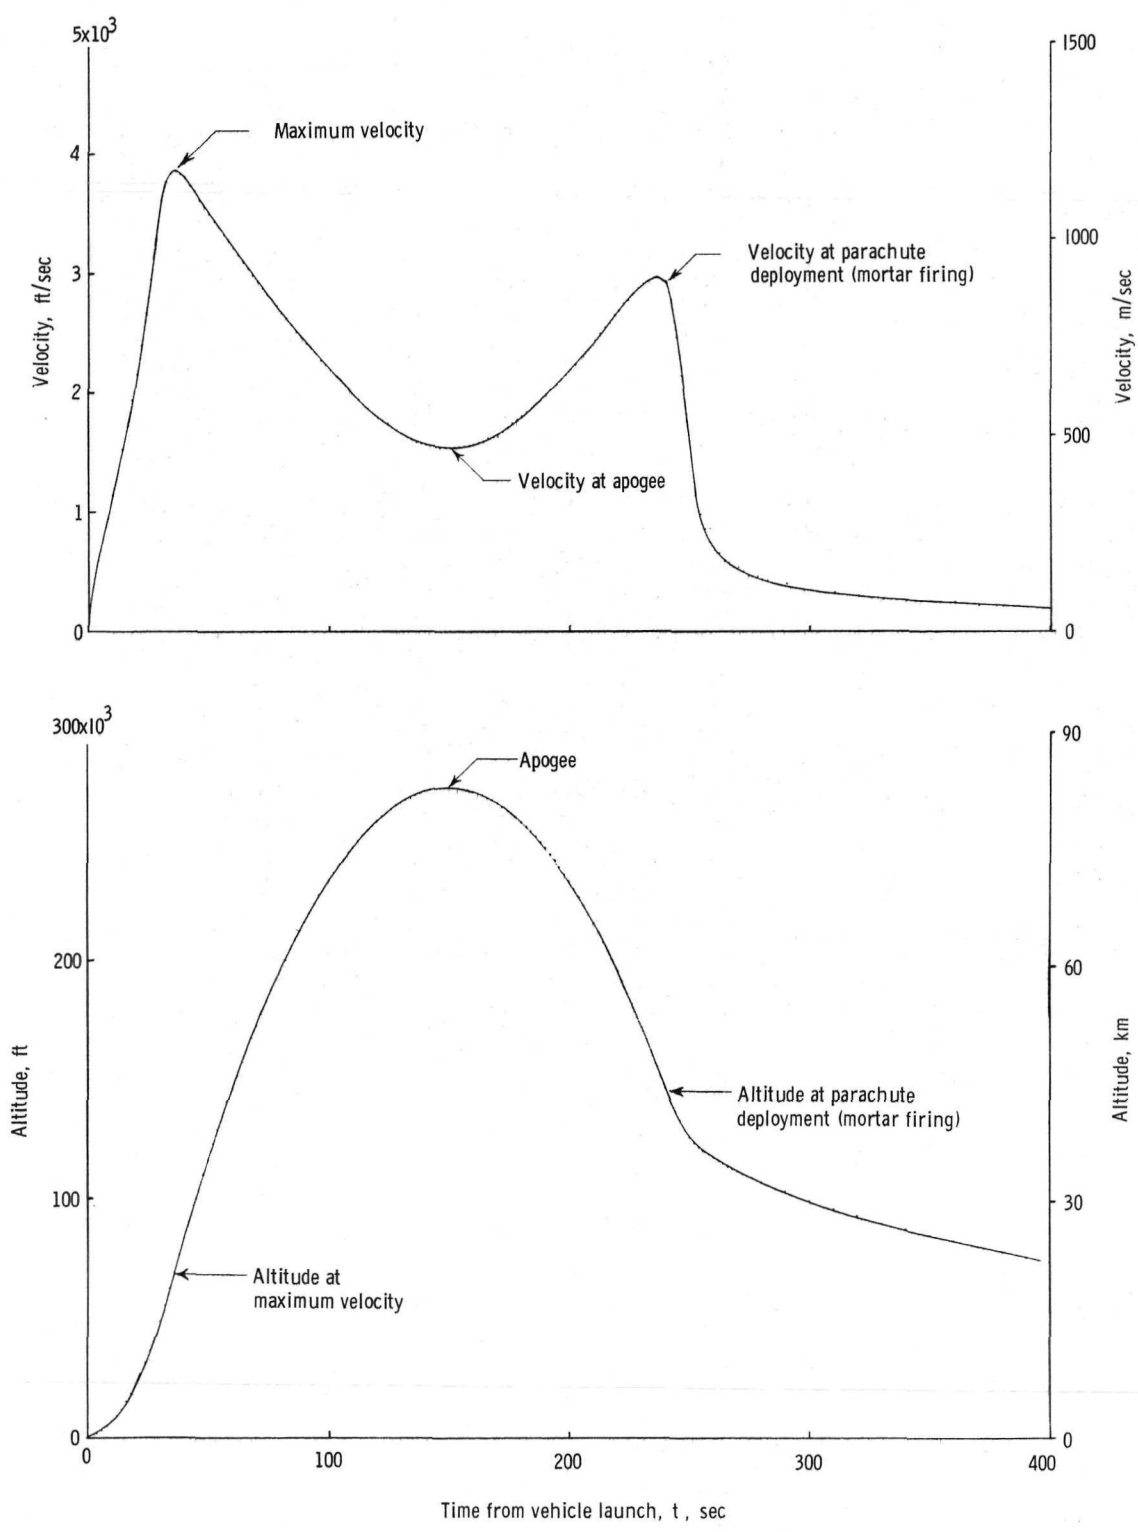 5x10³
1500
Maximum velocity
4
Velocity at parachute
deployment (mortar firing)
1000
3
Velocity, ft/sec
Velocity, m/sec
2
500
Velocity at apogee
1
0
0
300x10³
90
Apogee
200
60
Altitude, ft
Altitude, km
Altitude at parachute
deployment (mortar firing)
100
30
Altitude at
maximum velocity
0
0
0 100 200 300 400
Time from vehicle launch, t, sec